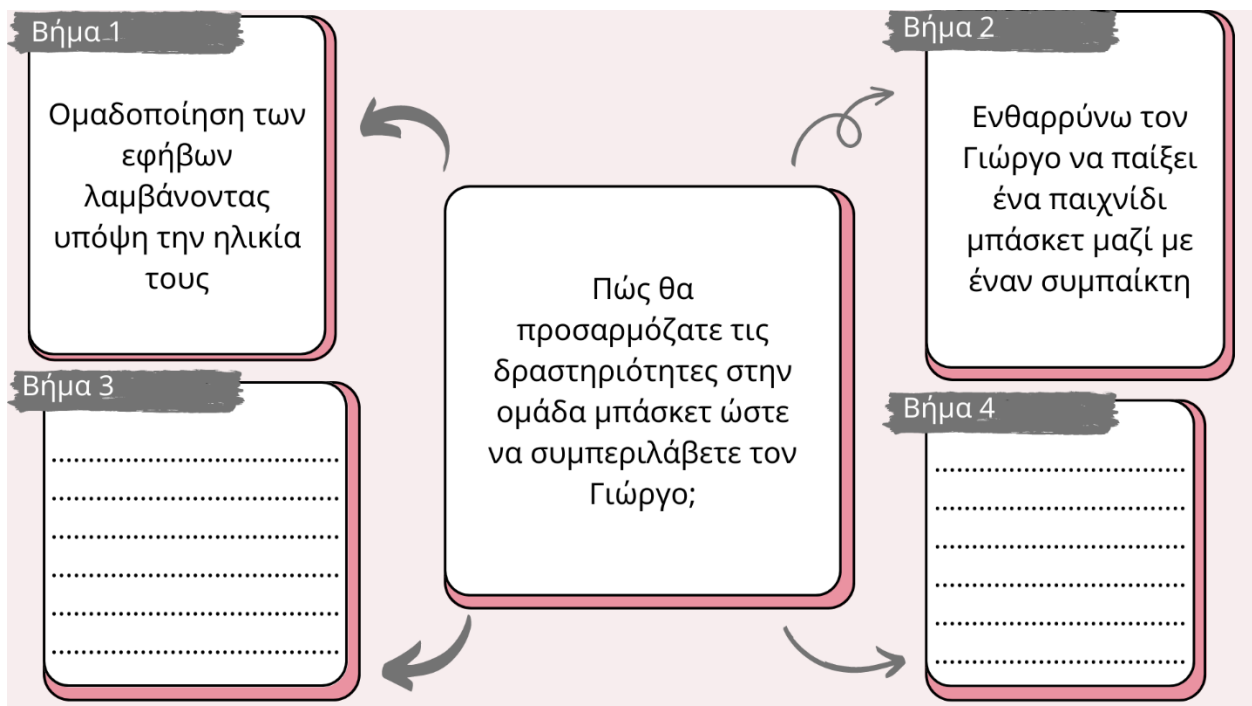 Βήμα 1
Ομαδοποίηση των
εφήβων
λαμβάνοντας
υπόψη την ηλικία
τους
Βήμα 2
Ενθαρρύνω τον
Γιώργο να παίξει
ένα παιχνίδι
μπάσκετ μαζί με
έναν συμπαίκτη
Πώς θα
προσαρμόζατε τις
δραστηριότητες στην
ομάδα μπάσκετ ώστε
να συμπεριλάβετε τον
Γιώργο;
Βήμα 3
Βήμα 4